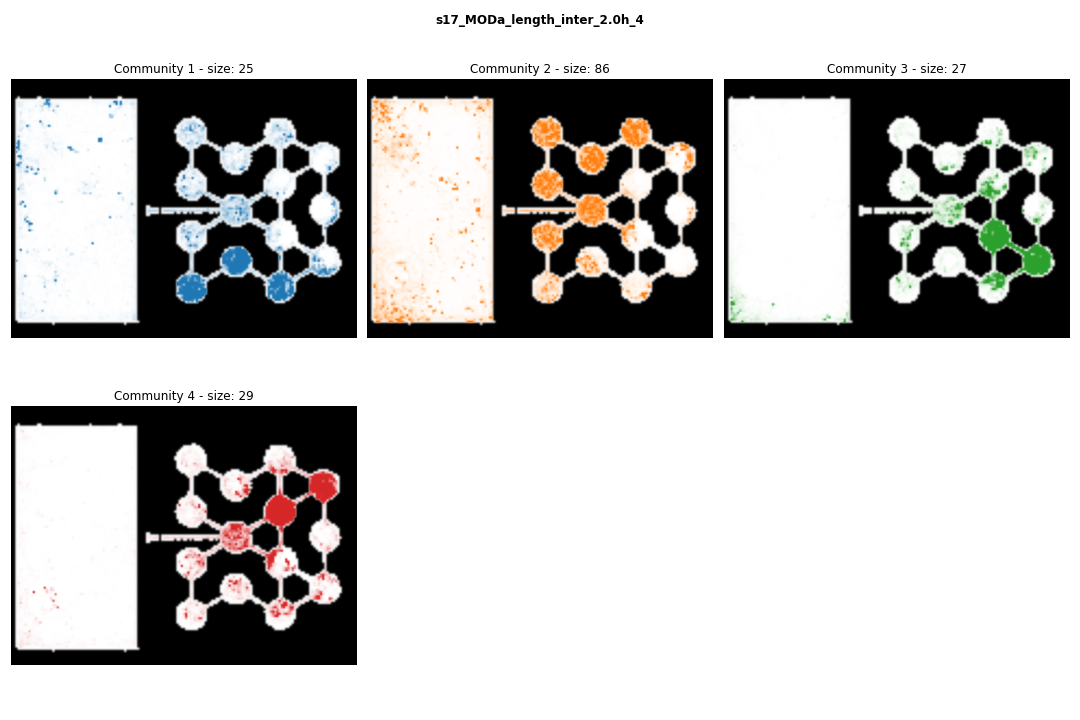 s17_MODa_length_inter_2.0h_4
Community 1 - size: 25
Community 2 - size: 86
Community 3 - size: 27
Community 4 - size: 29